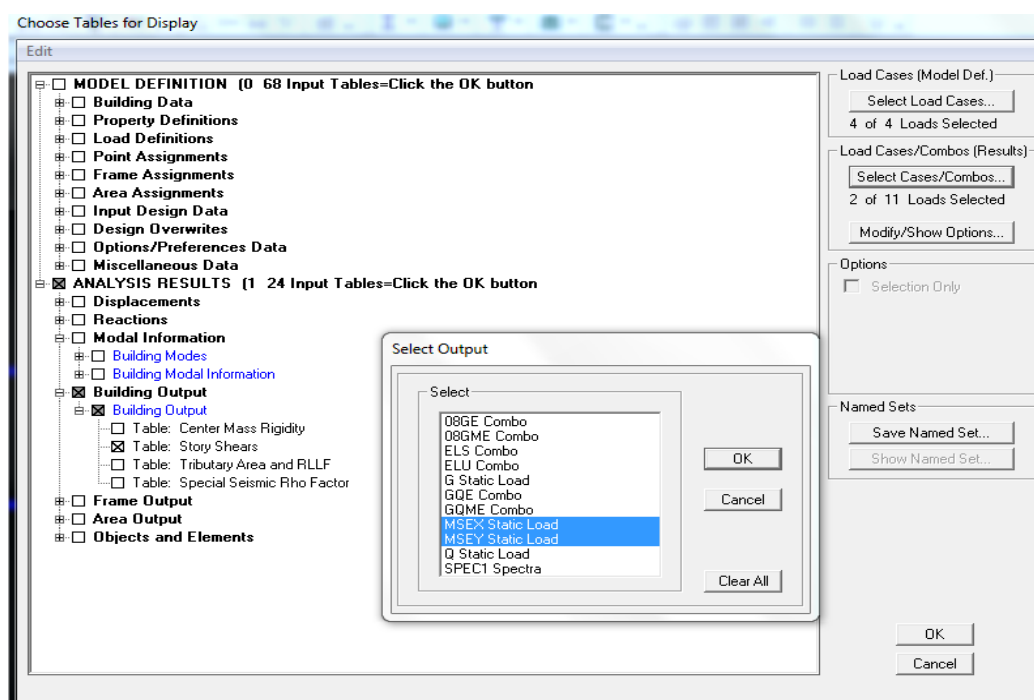 Choose Tables for Display
Edit
MODEL DEFINITION (0 68 Input Tables=Click the OK button
Building Data
Property Definitions
Load Definitions
Point Assignments
Frame Assignments
Area Assignments
Input Design Data
Design Overwrites
Options/Preferences Data
Miscellaneous Data
ANALYSIS RESULTS (1 24 Input Tables=Click the OK button
Displacements
Reactions
Modal Information
Building Modes
Building Modal Information
Building Output
Building Output
Table: Center Mass Rigidity
Table: Story Shears
Table: Tributary Area and RLLF
Table: Special Seismic Rho Factor
Frame Output
Area Output
Objects and Elements
Select Output
Select
08GE Combo
08GME Combo
ELS Combo
ELU Combo
G Static Load
GQE Combo
GQME Combo
MSEX Static Load
MSEY Static Load
Q Static Load
SPEC1 Spectra
OK
Cancel
Clear All
Load Cases (Model Def.)
Select Load Cases...
4 of 4 Loads Selected
Load Cases/Combos (Results)
Select Cases/Combos...
2 of 11 Loads Selected
Modify/Show Options...
Options
Selection Only
Named Sets
Save Named Set...
Show Named Set...
OK
Cancel